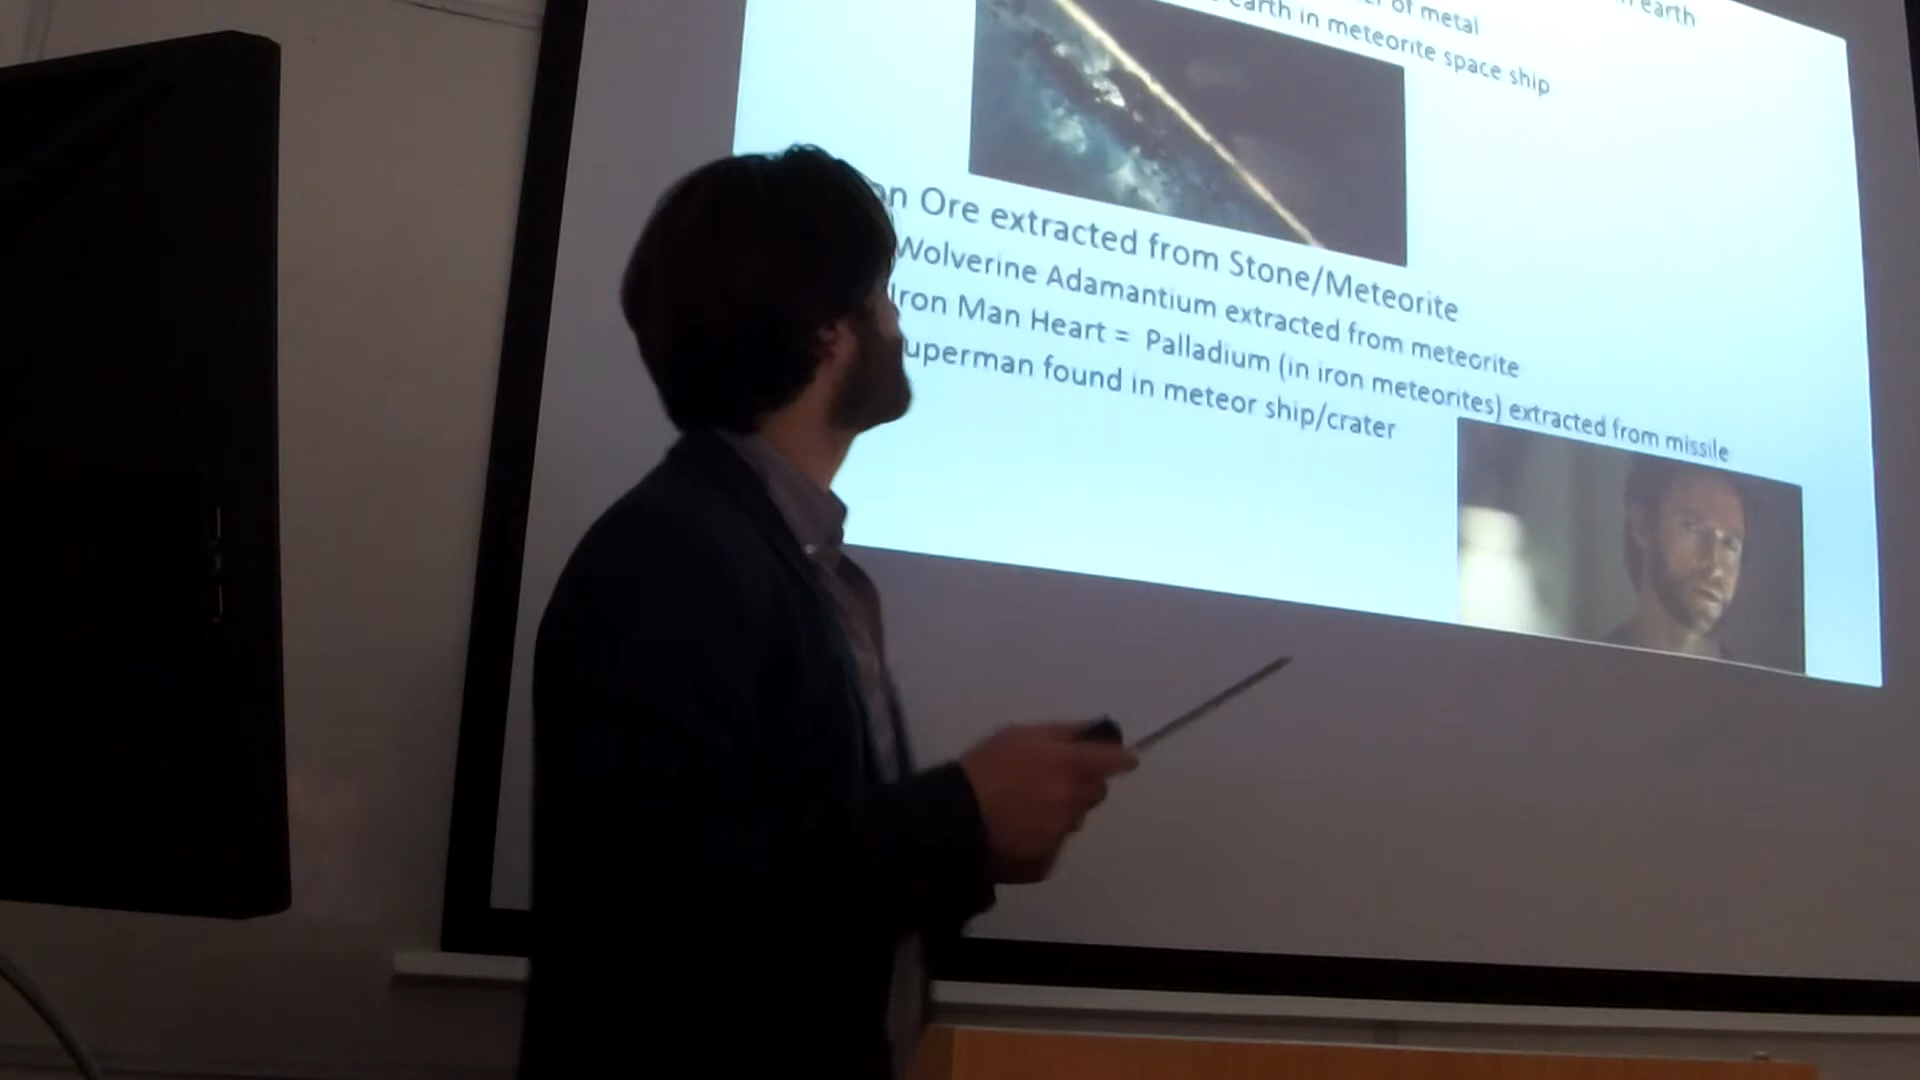 of metal
earth
earth in meteorite space ship
Ore extracted from Stone/Meteorite
Wolverine Adamantium extracted from meteorite
Iron Man Heart = Palladium (in iron meteorites) extracted from missile
uperman found in meteor ship/crater